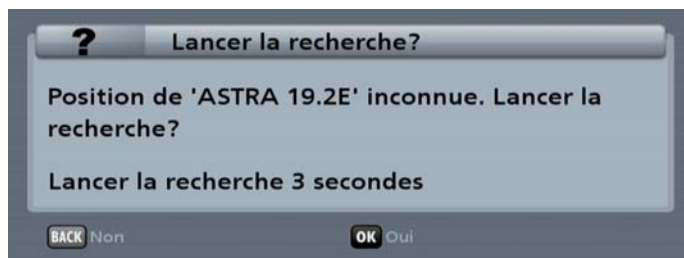 ? Lancer la recherche?
Position de 'ASTRA 19.2E' inconnue. Lancer la
recherche?
Lancer la recherche 3 secondes
BACK Non OK Oui